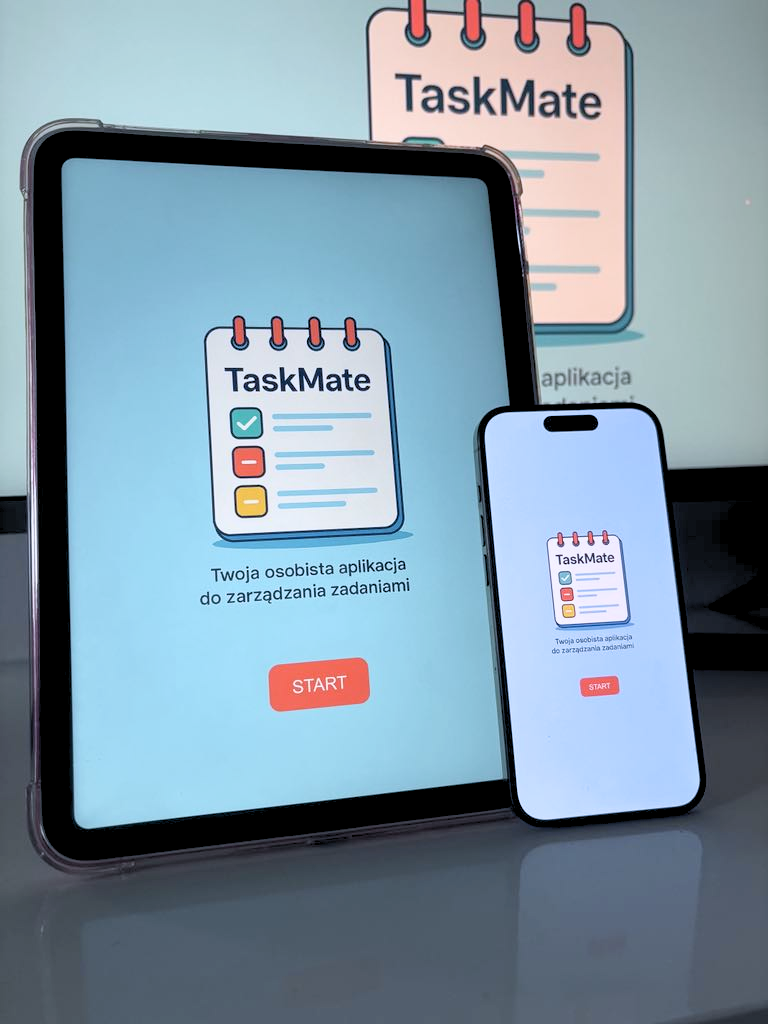 TaskMate
aplikacja
TaskMate
Twoja osobista aplikacja
do zarządzania zadaniami
START
TaskMate
Twoja osobista aplikacja
do zarządzania zadaniami
START